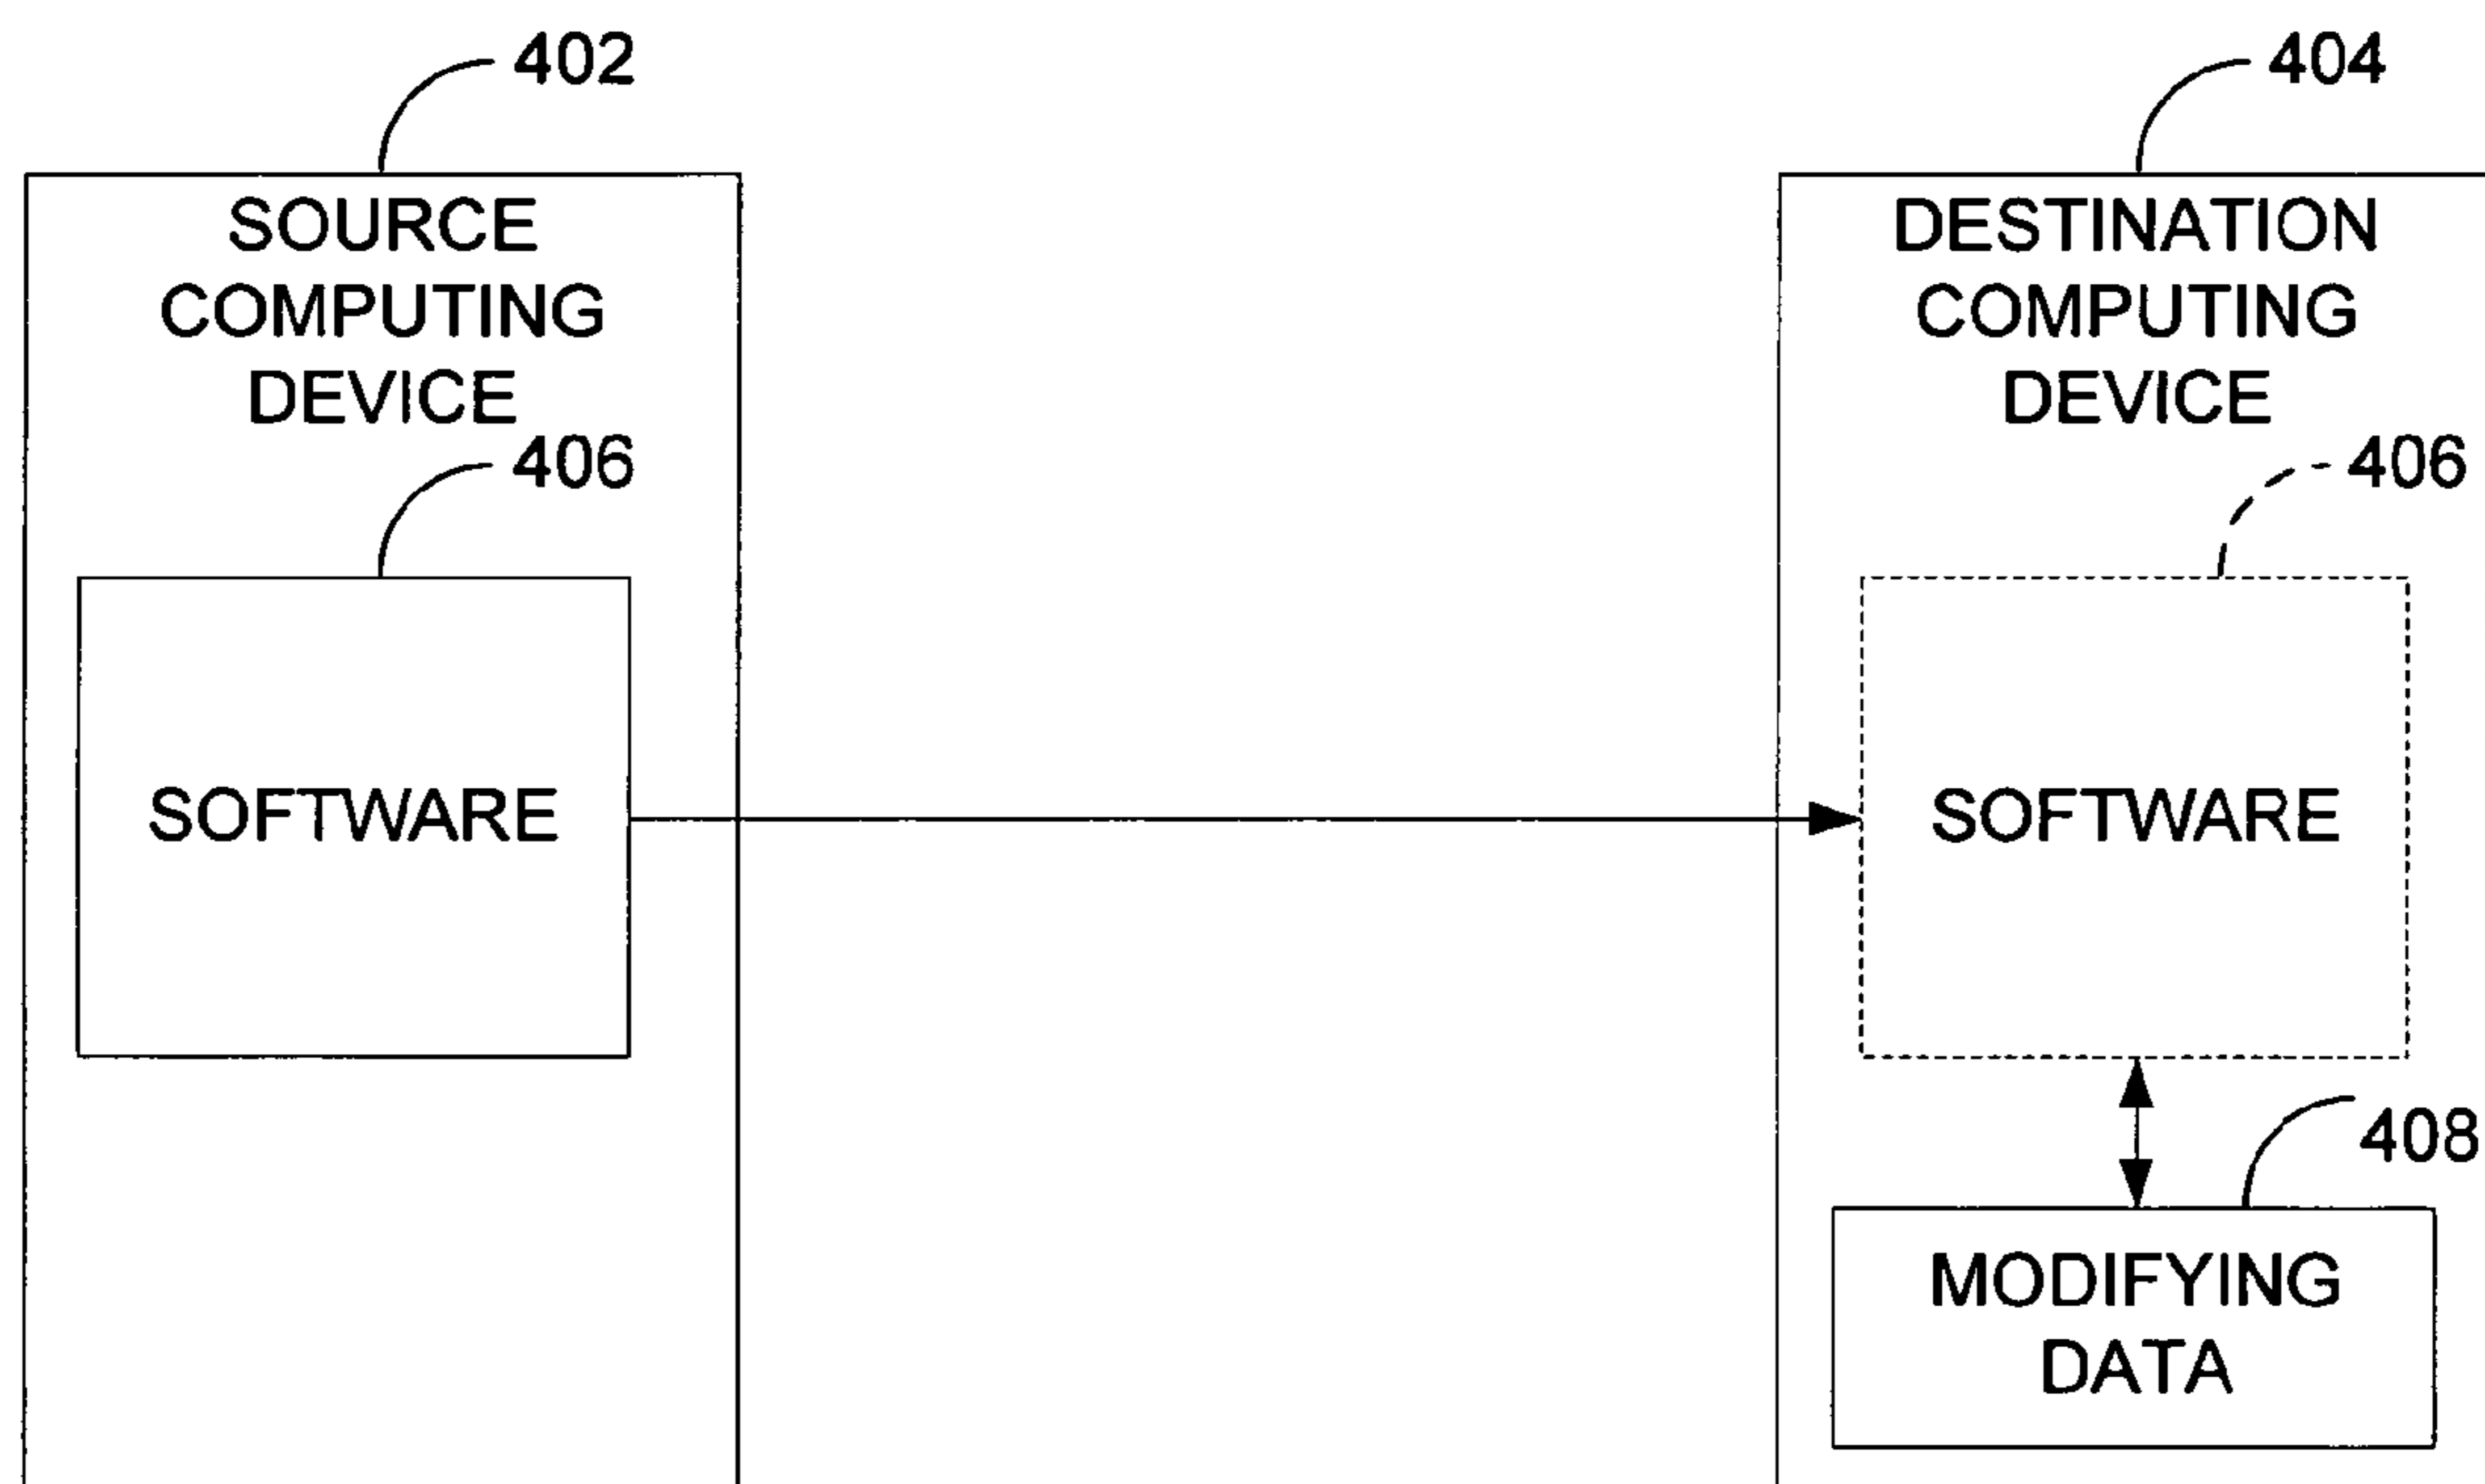 402
SOURCE
COMPUTING
DEVICE
406
SOFTWARE
404
DESTINATION
COMPUTING
DEVICE
406
SOFTWARE
408
MODIFYING
DATA